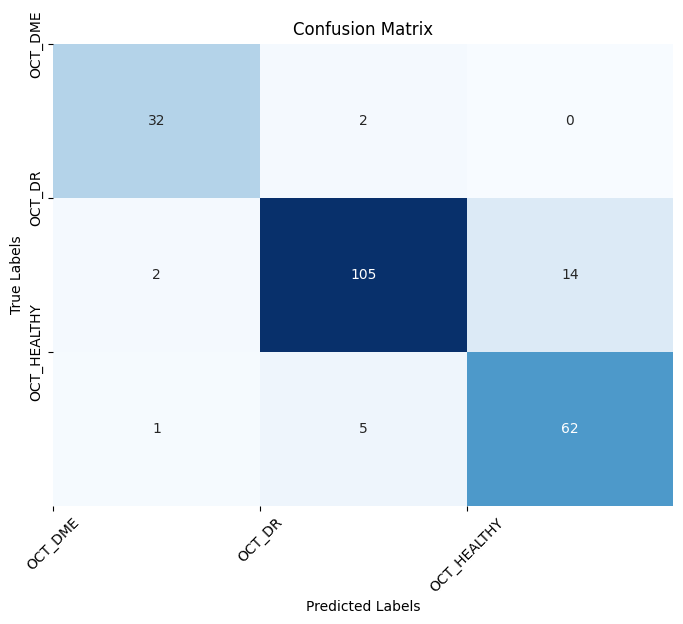 Confusion Matrix
True Labels
OCT_DME
32 2 0
OCT_DR
2 105 14
OCT_HEALTHY
1 5 62
OCT_DME OCT_DR OCT_HEALTHY
Predicted Labels